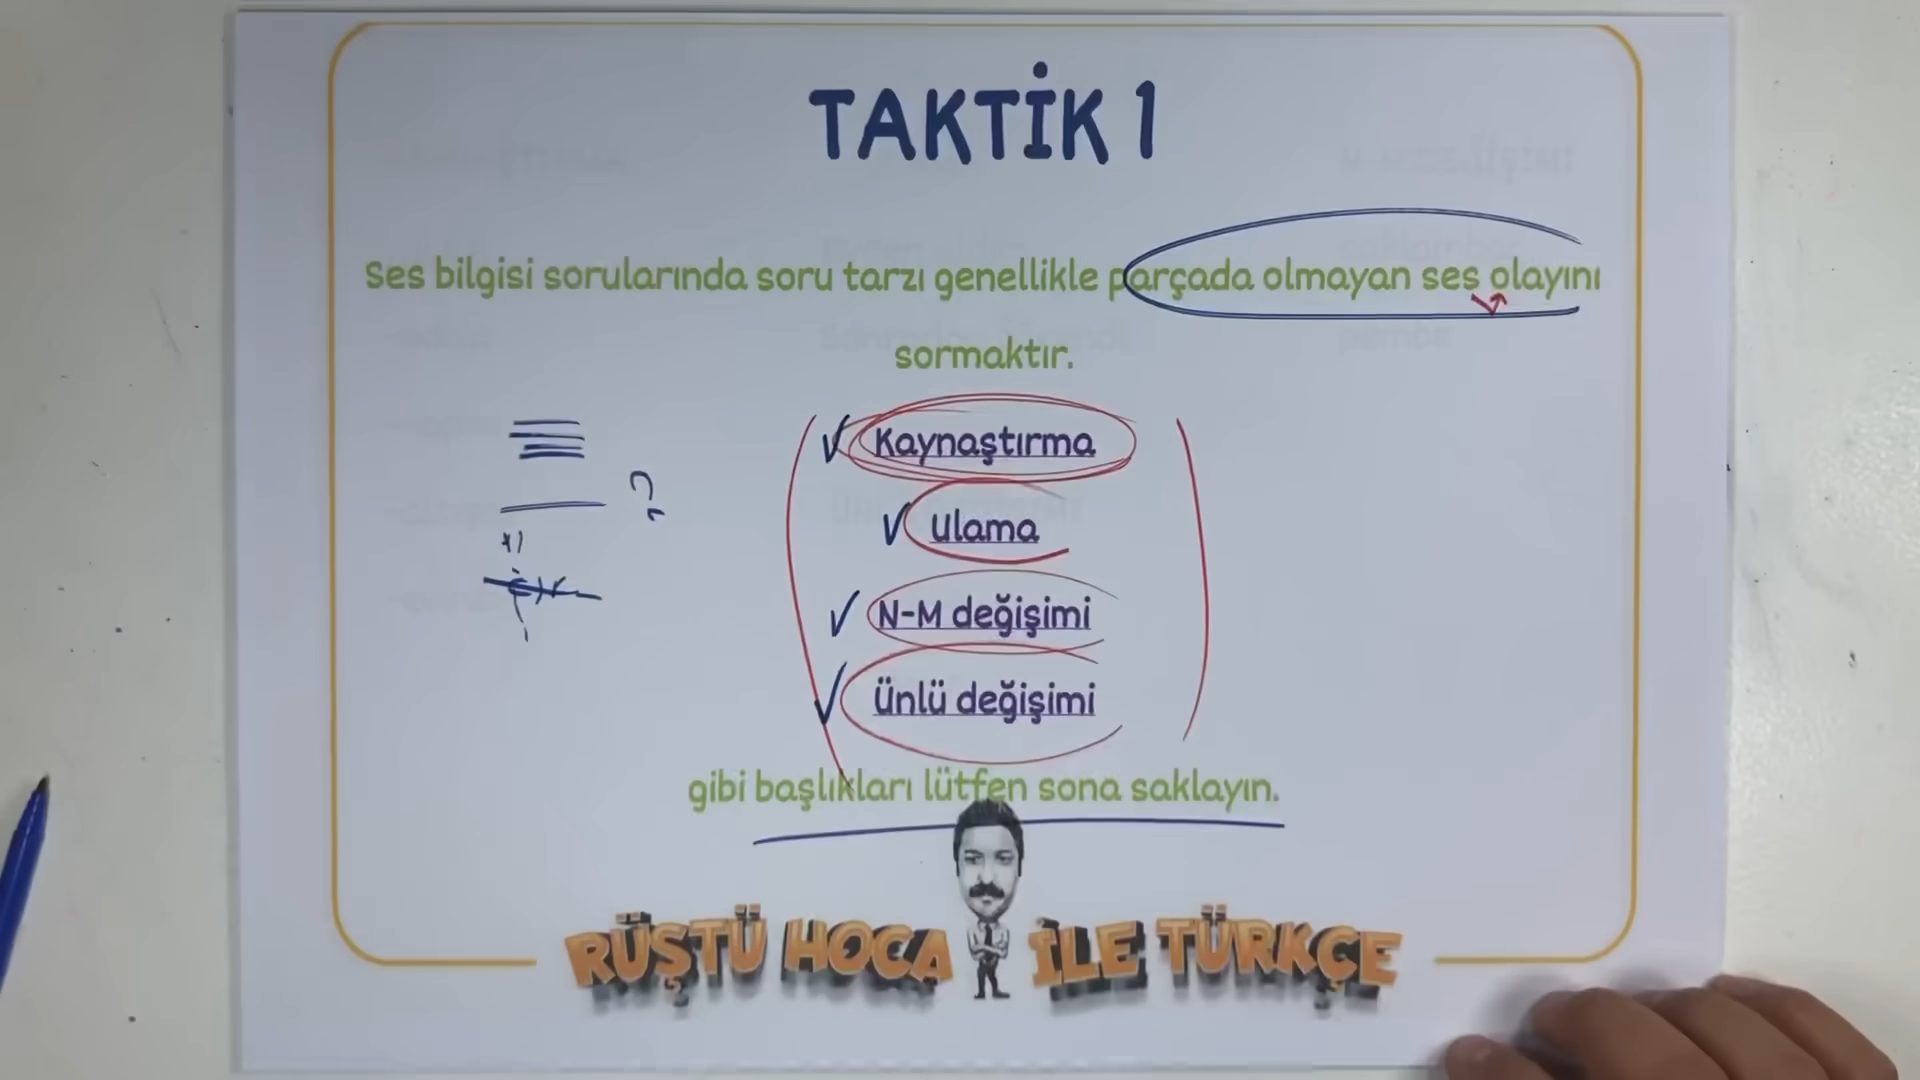 TAKTİK 1
Ses bilgisi sorularında soru tarzı genellikle parçada olmayan ses olayını
sormaktır.
Kaynaştırma
Ulama
N-M değişimi
Ünlü değişimi
gibi başlıkları lütfen sona saklayın.
RÜŞTÜ HOCA İLE TÜRKÇE